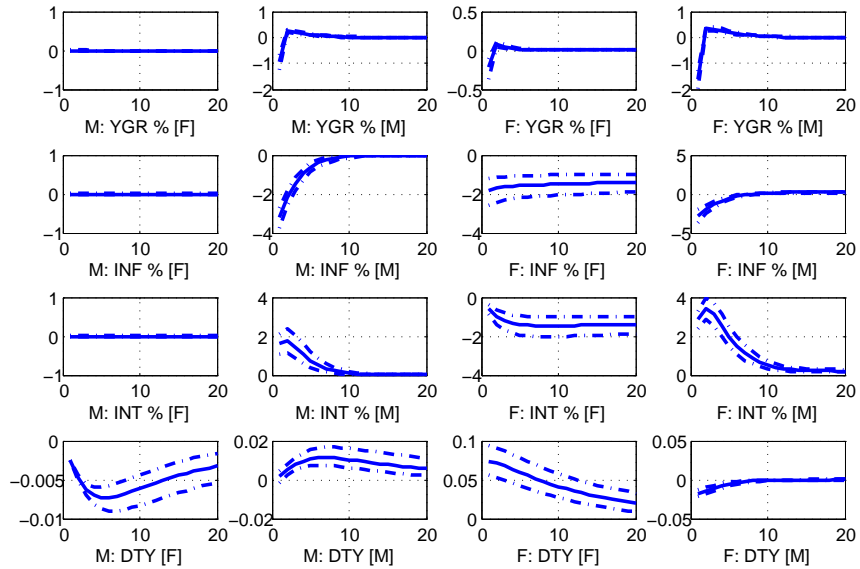 1 1 0.5 1
0 0 0 0
−1 −1
−1 −2 −0.5 −2
0 10 20 0 10 20 0 10 20 0 10 20
M: YGR % [F] M: YGR % [M] F: YGR % [F] F: YGR % [M]
1 0 0 5
0 −2 −2 0
−1 −4 −4 −5
0 10 20 0 10 20 0 10 20 0 10 20
M: INF % [F] M: INF % [M] F: INF % [F] F: INF % [M]
1 4 0 4
0 2 −2 2
−1 0 −4 0
0 10 20 0 10 20 0 10 20 0 10 20
M: INT % [F] M: INT % [M] F: INT % [F] F: INT % [M]
0 0.02 0.1 0.05
−0.005 0 0.05 0
−0.01 −0.02 0 −0.05
0 10 20 0 10 20 0 10 20 0 10 20
M: DTY [F] M: DTY [M] F: DTY [F] F: DTY [M]